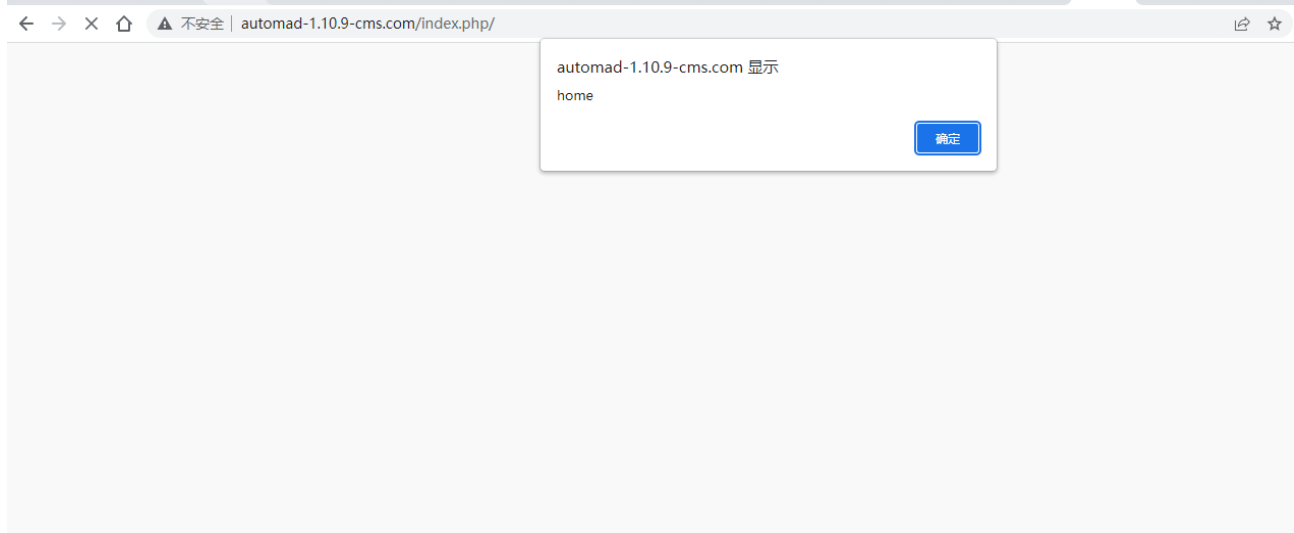 不安全 automad-1.10.9-cms.com/index.php/
automad-1.10.9-cms.com 显示
home
确定